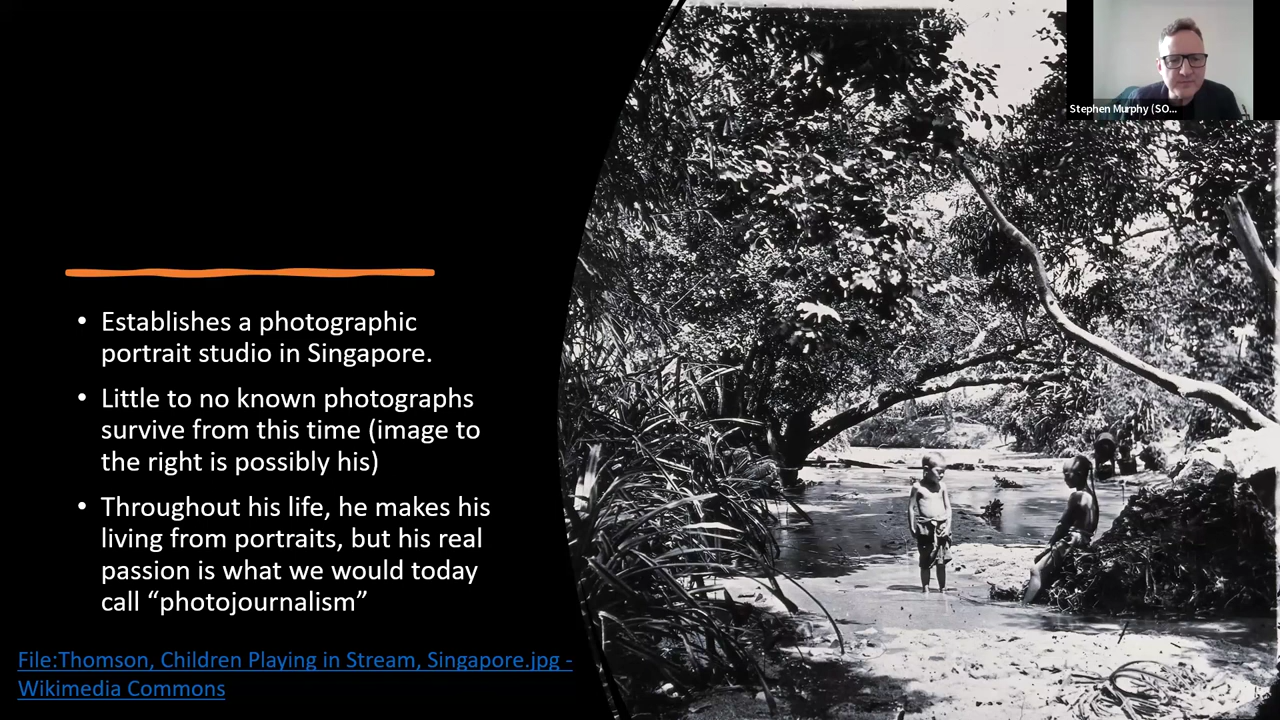 Stephen Murphy (SO...
• Establishes a photographic
portrait studio in Singapore.
• Little to no known photographs
survive from this time (image to
the right is possibly his)
• Throughout his life, he makes his
living from portraits, but his real
passion is what we would today
call “photojournalism”
File:Thomson, Children Playing in Stream, Singapore.jpg -
Wikimedia Commons